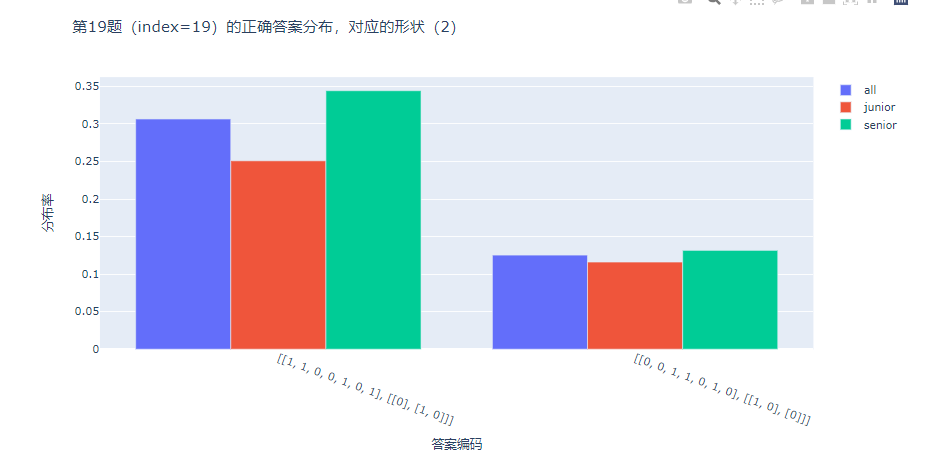 第19题（index=19）的正确答案分布，对应的形状（2）
all
junior
senior
0.35
0.3
0.25
0.2
0.15
0.1
0.05
0
分布率
[[1, 1, 0, 0, 1, 0, 1], [[0], [1, 0]]]
[[0, 0, 1, 1, 0, 1, 0], [[1, 0], [0]]]
答案编码